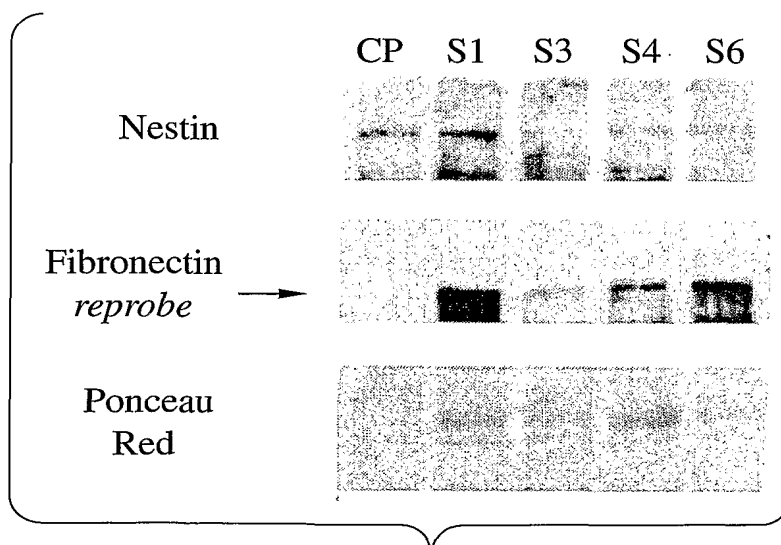 CP S1 S3 S4 S6
Nestin
Fibronectin
reprobe
Ponceau
Red